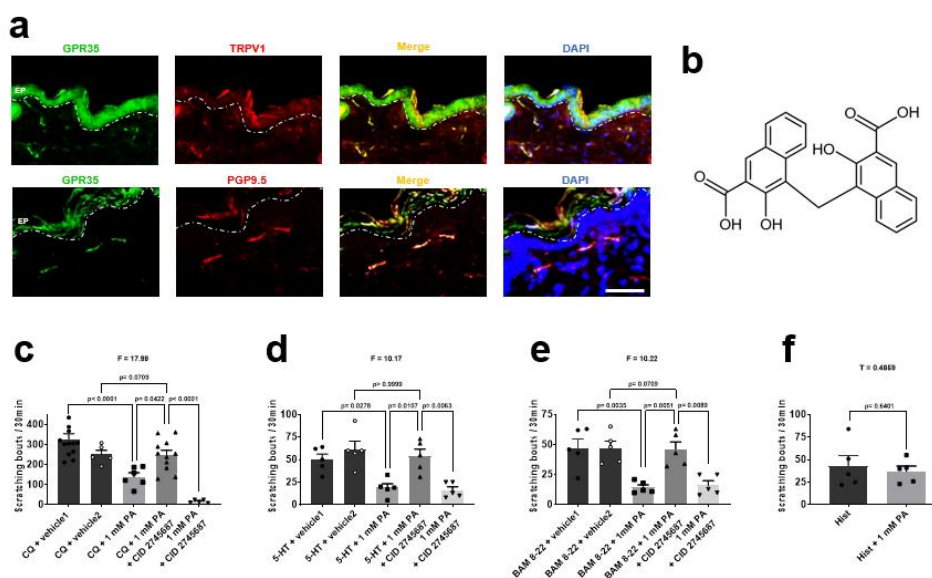 a
GPR35
TRPV1
Merge
DAPI
EP
GPR35
PGP9.5
Merge
DAPI
EP
b
O
OH
HO
O
OH
OH
c
F = 17.99
p= 0.0709
p< 0.0001
p= 0.0422
p<0.0001
Scratching bouts / 30min
400
300
200
100
0
CQ + vehicle1
CQ + vehicle2
CQ + 1 mM PA
CQ + 1 mM PA
+ CID 2745687
1 mM PA
+ CID 2745687
d
F = 10.17
p> 0.9999
p= 0.0278
p= 0.0107
p= 0.0063
Scratching bouts / 30min
100
75
50
25
0
5-HT + vehicle1
5-HT + vehicle2
5-HT + 1 mM PA
5-HT + 1 mM PA
+ CID 2745687
1 mM PA
+ CID 2745687
e
F = 10.22
p= 0.0709
p= 0.0035
p= 0.0051
p= 0.0080
Scratching bouts / 30min
75
50
25
0
BAM 8-22 + vehicle1
BAM 8-22 + vehicle2
BAM 8-22 + 1mM PA
BAM 8-22 + 1 mM PA
+ CID 2745687
1 mM PA
+ CID 2745687
f
T = 0.4859
p= 0.6401
Scratching bouts / 30min
100
75
50
25
0
Hist
Hist + 1 mM PA